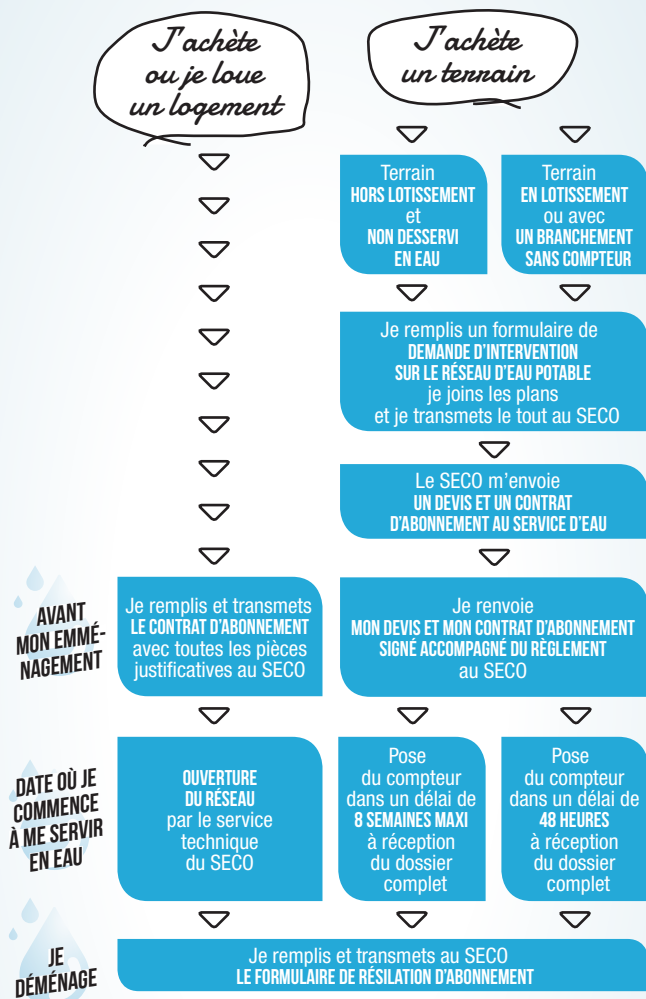 J'achète
ou je loue
un logement
J'achète
un terrain
Terrain
HORS LOTISSEMENT
et
NON DESSERVI
EN EAU
Terrain
EN LOTISSEMENT
ou avec
UN BRANCHEMENT
SANS COMPTEUR
Je remplis un formulaire de
DEMANDE D'INTERVENTION
SUR LE RÉSEAU D'EAU POTABLE
je joins les plans
et je transmets le tout au SECO
Le SECO m'envoie
UN DEVIS ET UN CONTRAT
D'ABONNEMENT AU SERVICE D'EAU
AVANT
MON EMMÉ-
NAGEMENT
Je remplis et transmets
LE CONTRAT D'ABONNEMENT
avec toutes les pièces
justificatives au SECO
Je renvoie
MON DEVIS ET MON CONTRAT D'ABONNEMENT
SIGNÉ ACCOMPAGNÉ DU RÈGLEMENT
au SECO
DATE OÙ JE
COMMENCE
À ME SERVIR
EN EAU
OUVERTURE
DU RÉSEAU
par le service
technique
du SECO
Pose
du compteur
dans un délai de
8 SEMAINES MAXI
à réception
du dossier
complet
Pose
du compteur
dans un délai de
48 HEURES
à réception
du dossier
complet
JE
DÉMÉNAGE
Je remplis et transmets au SECO
LE FORMULAIRE DE RÉSILATION D'ABONNEMENT